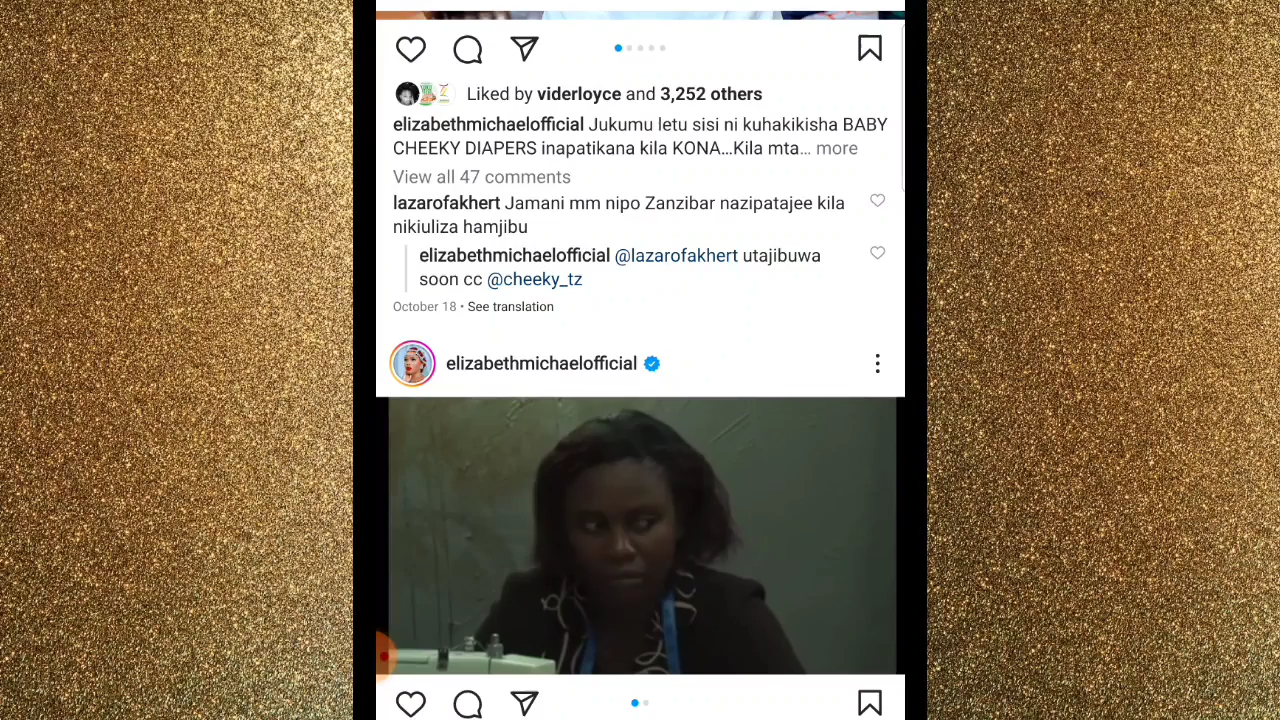 Liked by viderloyce and 3,252 others
elizabethmichaelofficial Jukumu letu sisi ni kuhakikisha BABY
CHEEKY DIAPERS inapatikana kila KONA...Kila mta... more
View all 47 comments
lazarofakhert Jamani mm nipo Zanzibar nazipatajee kila
nikiuliza hamjibu
elizabethmichaelofficial @lazarofakhert utajibuwa
soon cc @cheeky_tz
October 18 • See translation
elizabethmichaelofficial